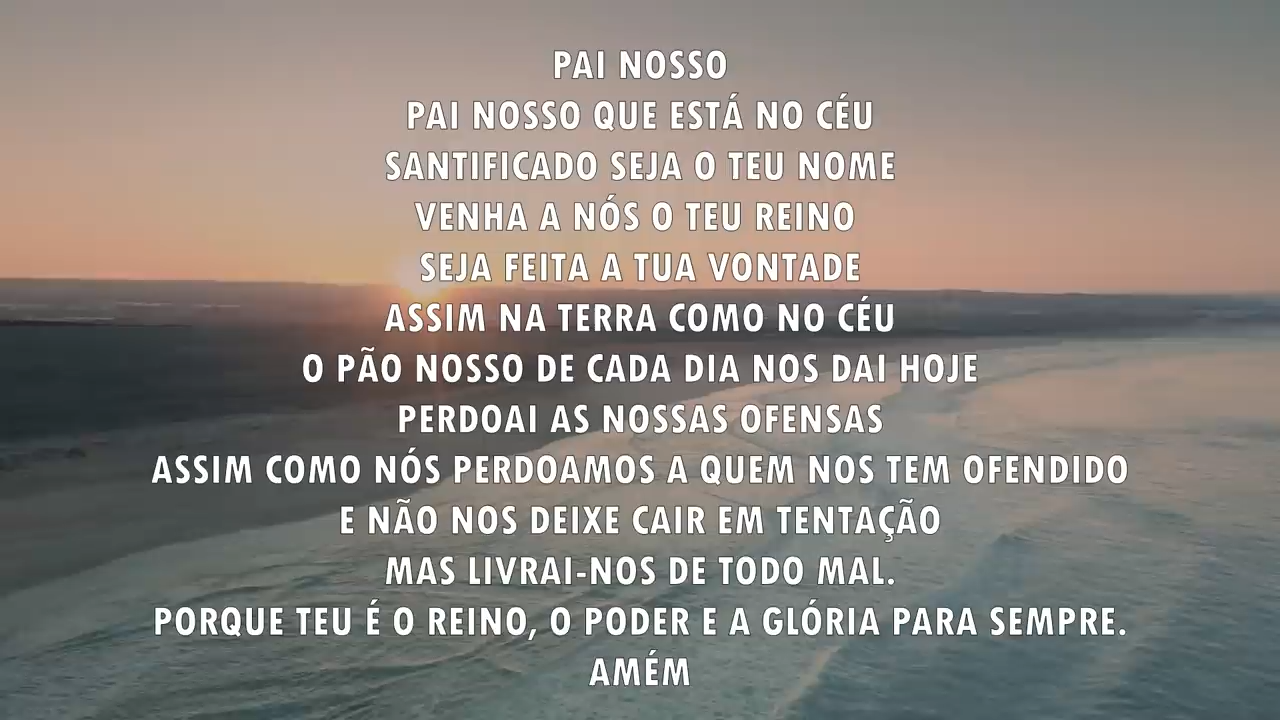 PAI NOSSO
PAI NOSSO QUE ESTÁ NO CÉU
SANTIFICADO SEJA O TEU NOME
VENHA A NÓS O TEU REINO
SEJA FEITA A TUA VONTADE
ASSIM NA TERRA COMO NO CÉU
O PÃO NOSSO DE CADA DIA NOS DAI HOJE
PERDOAI AS NOSSAS OFENSAS
ASSIM COMO NÓS PERDOAMOS A QUEM NOS TEM OFENDIDO
E NÃO NOS DEIXE CAIR EM TENTAÇÃO
MAS LIVRAI-NOS DE TODO MAL.
PORQUE TEU É O REINO, O PODER E A GLÓRIA PARA SEMPRE.
AMÉM